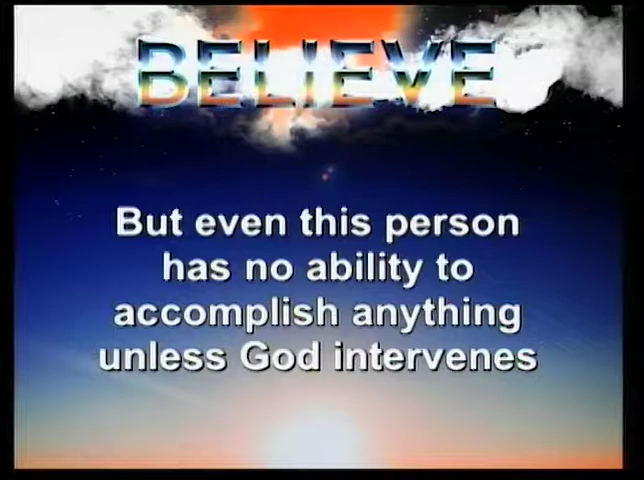 BELIEVE
But even this person
has no ability to
accomplish anything
unless God intervenes